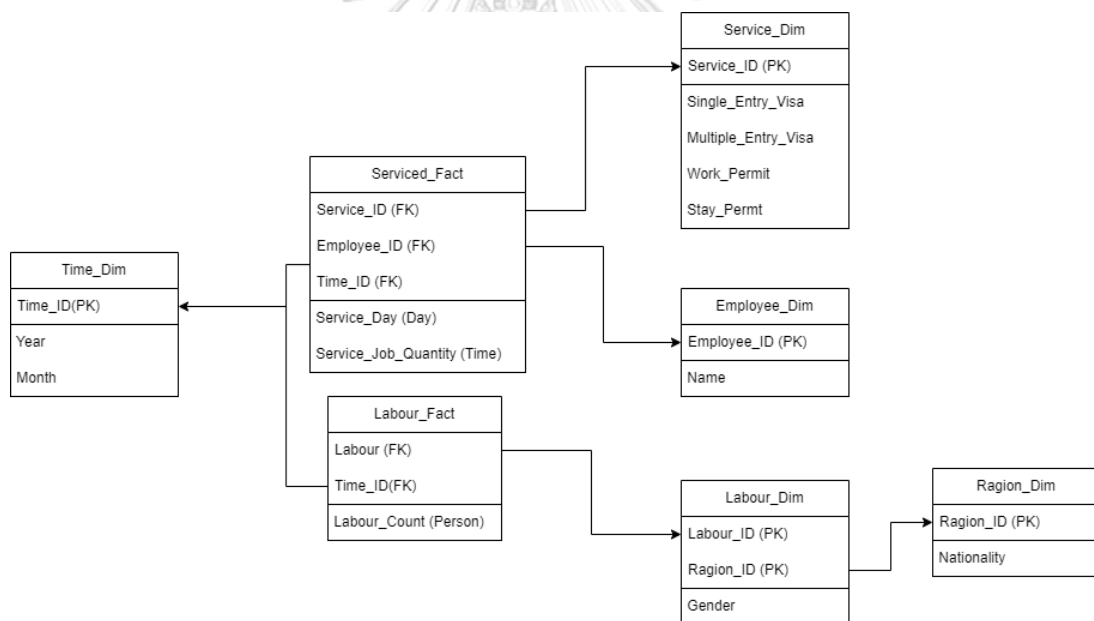 Service_Dim
Service_ID (PK)
Single_Entry_Visa
Multiple_Entry_Visa
Work_Permit
Stay_Permt
Serviced_Fact
Service_ID (FK)
Employee_ID (FK)
Time_ID (FK)
Service_Day (Day)
Service_Job_Quantity (Time)
Time_Dim
Time_ID(PK)
Year
Month
Employee_Dim
Employee_ID (PK)
Name
Labour_Fact
Labour (FK)
Time_ID(FK)
Labour_Count (Person)
Labour_Dim
Labour_ID (PK)
Ragion_ID (PK)
Gender
Ragion_Dim
Ragion_ID (PK)
Nationality